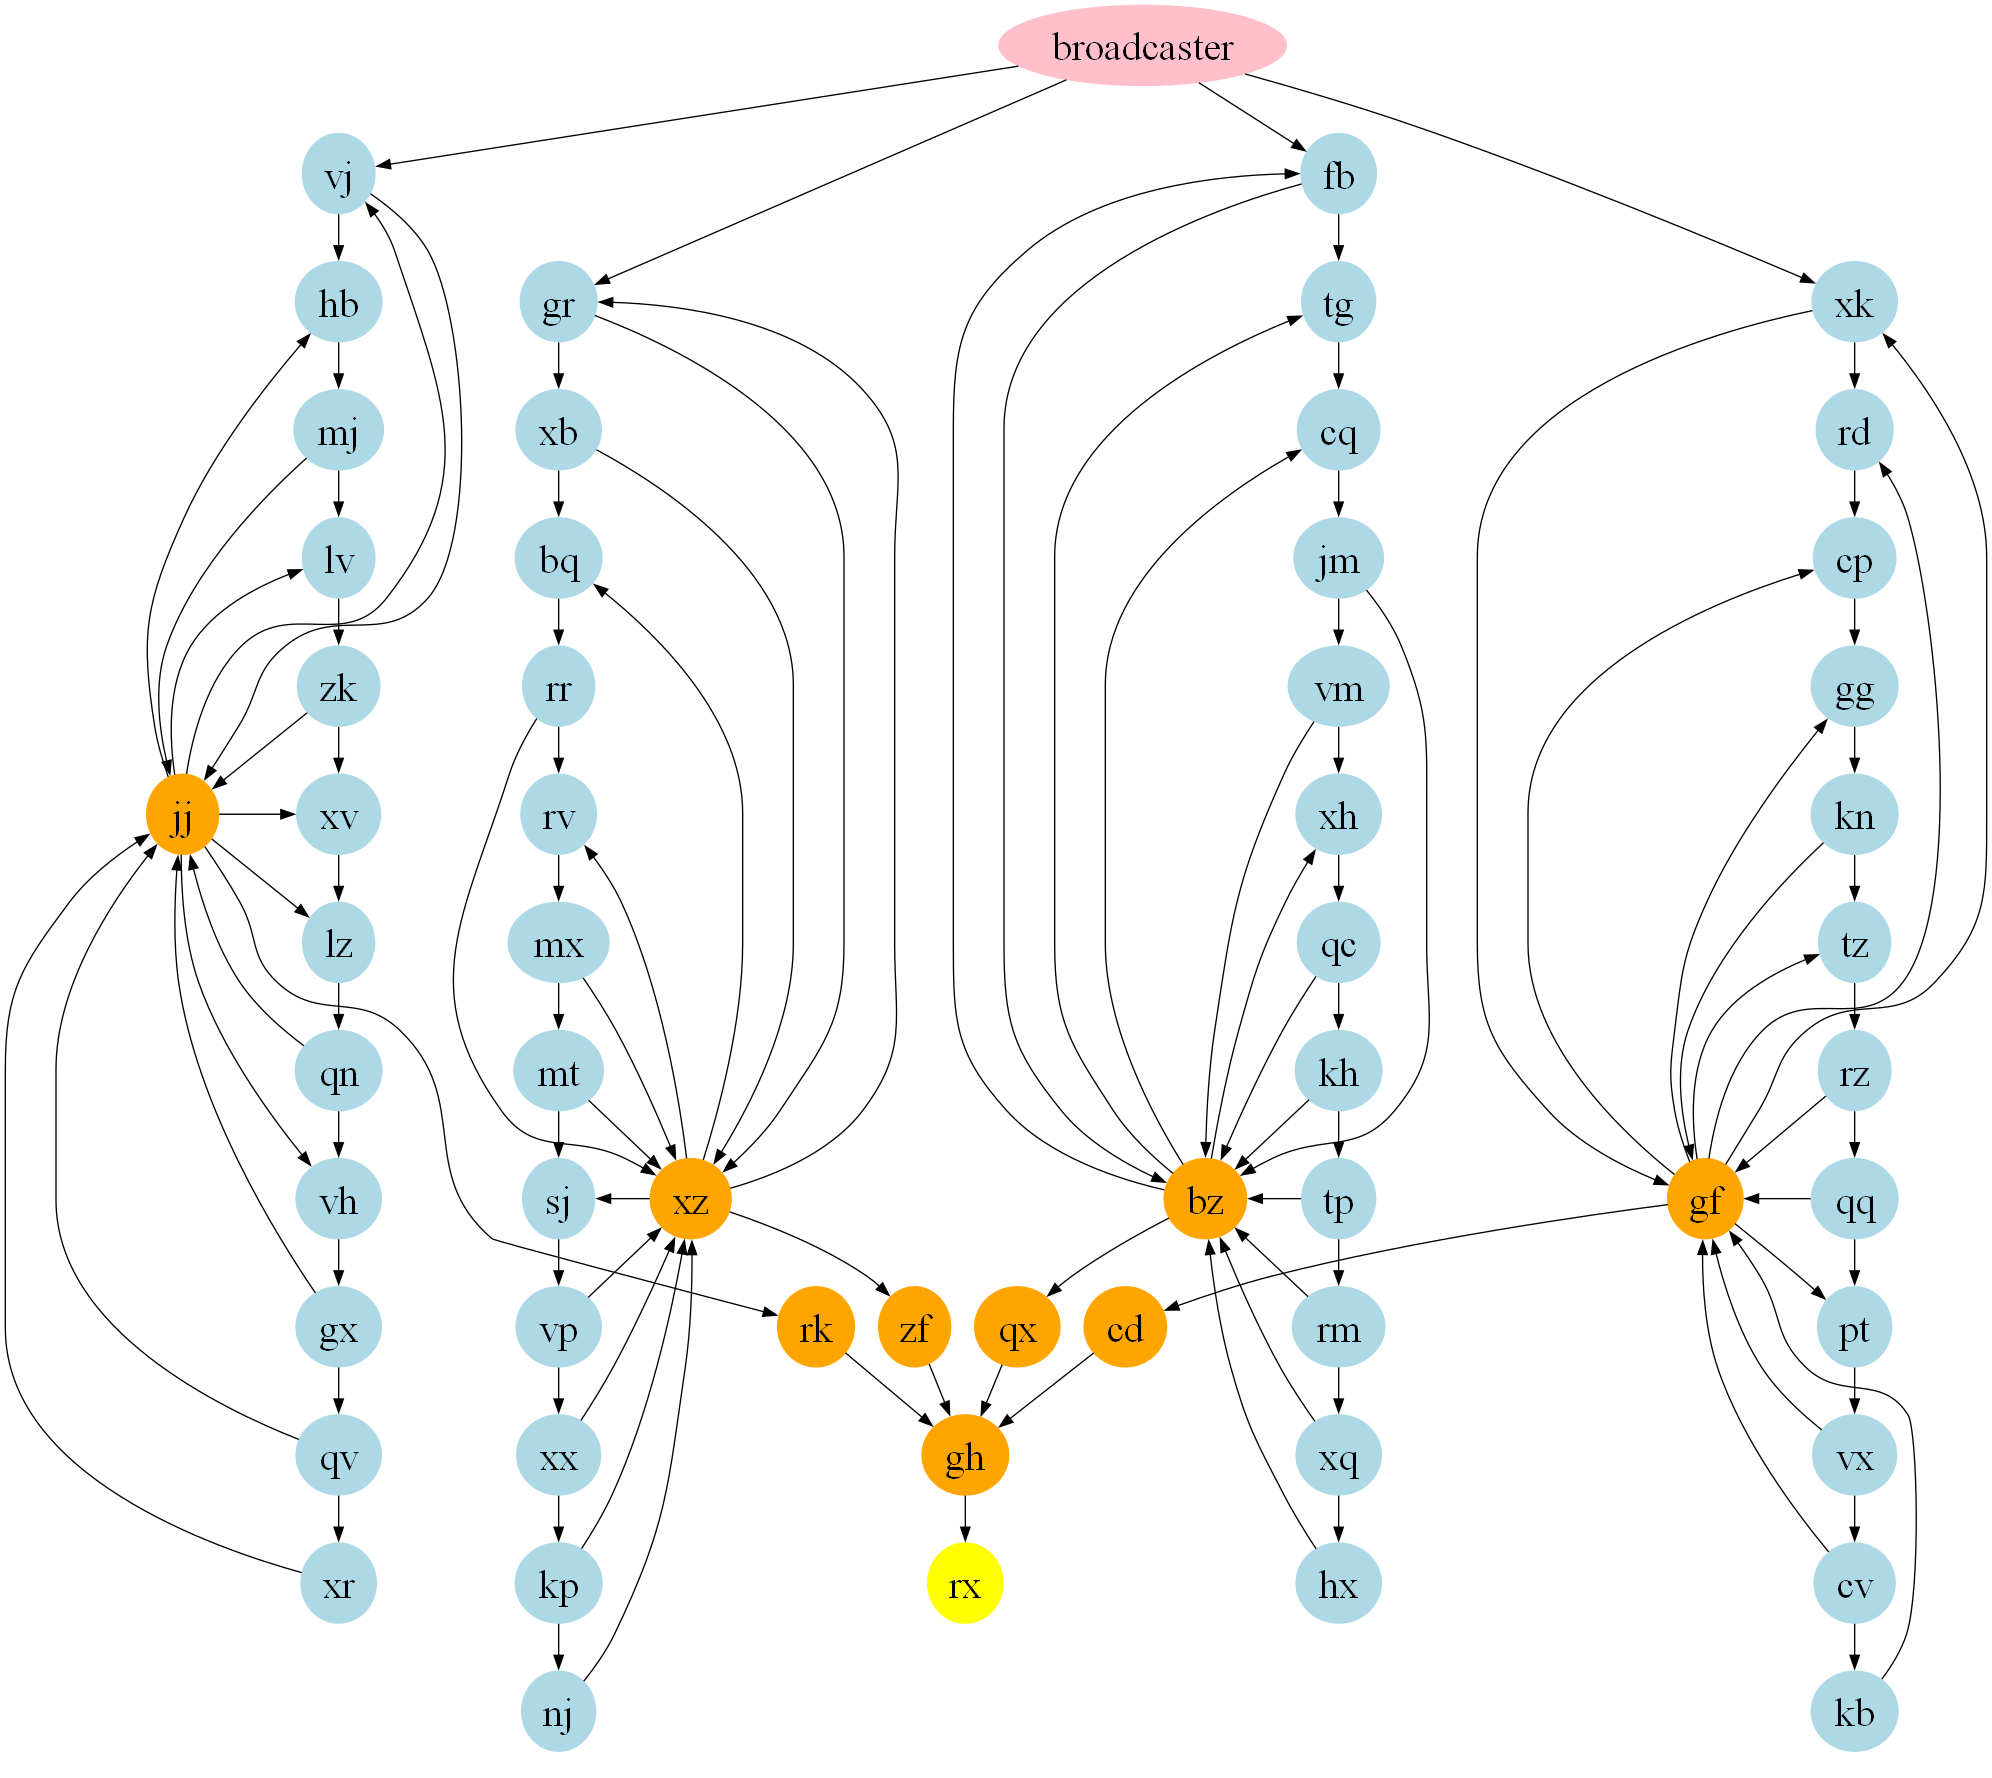 broadcaster
vj
fb
hb
gr
tg
xk
mj
xb
cq
rd
lv
bq
jm
cp
zk
rr
vm
gg
jj
xv
rv
xh
kn
lz
mx
qc
tz
qn
mt
kh
rz
vh
sj
xz
bz
tp
gf
qq
gx
vp
rk
zf
qx
cd
rm
pt
qv
xx
gh
xq
vx
xr
kp
rx
hx
cv
nj
kb